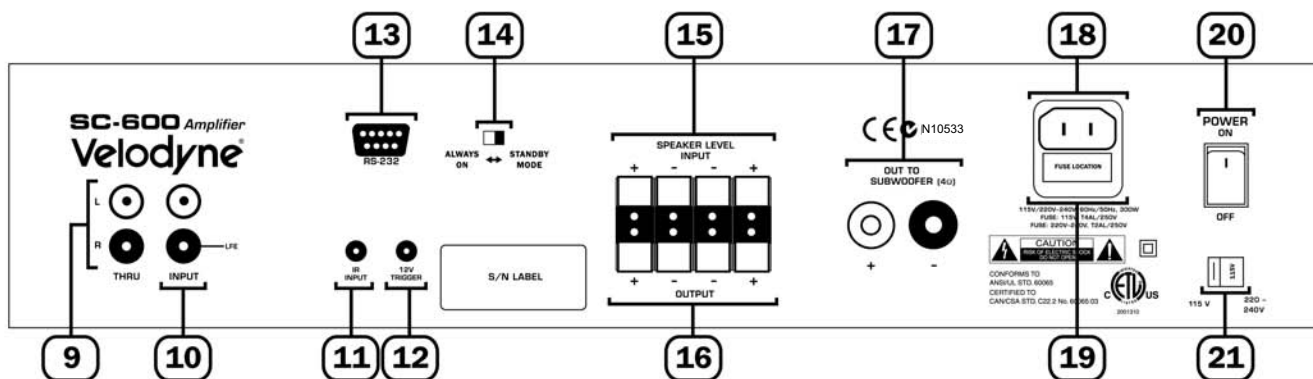 13 14 15 17 18 20
SC-600 Amplifier
Velodyne®
L
R
THRU
INPUT
LFE
RS-232
ALWAYS ON
STANDBY MODE
IR INPUT
12V TRIGGER
S/N LABEL
SPEAKER LEVEL
INPUT
+ - - +
+ - - +
OUTPUT
CE N10533
OUT TO
SUBWOOFER (4Ω)
+ -
FUSE LOCATION
115V/220V-240V, 60Hz/50Hz, 300W
FUSE: 115V, T4AL/250V
FUSE: 220V-240V, T2AL/250V
CAUTION
RISK OF ELECTRIC SHOCK
DO NOT OPEN
CONFORMS TO
ANSI/UL STD. 60065
CERTIFIED TO
CAN/CSA STD. C22.2 No. 60065.03
C ETL US
POWER
ON
OFF
115V
115 V
220 -
240V
9 10 11 12 16 19 21